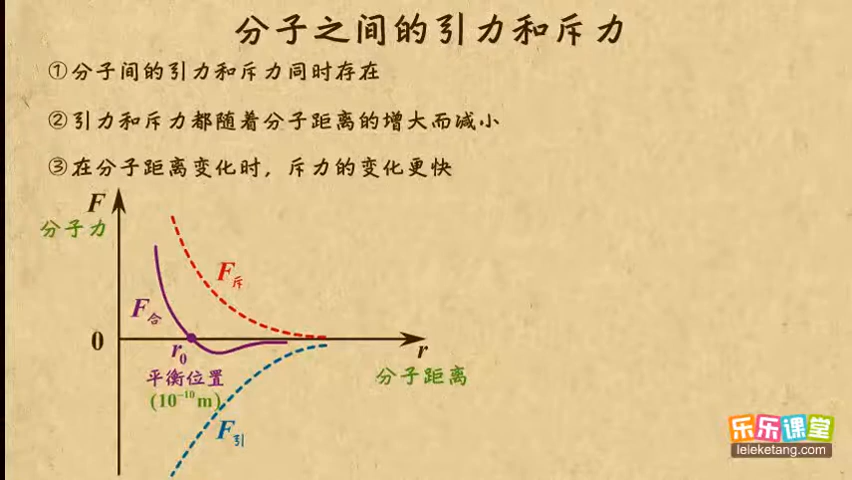 分子之间的引力和斥力
①分子间的引力和斥力同时存在
②引力和斥力都随着分子距离的增大而减小
③在分子距离变化时，斥力的变化更快
F
分子力
F斥
F合
0
r₀
r
平衡位置
分子距离
(10⁻¹⁰m)
F引
乐乐课堂
leleketang.com